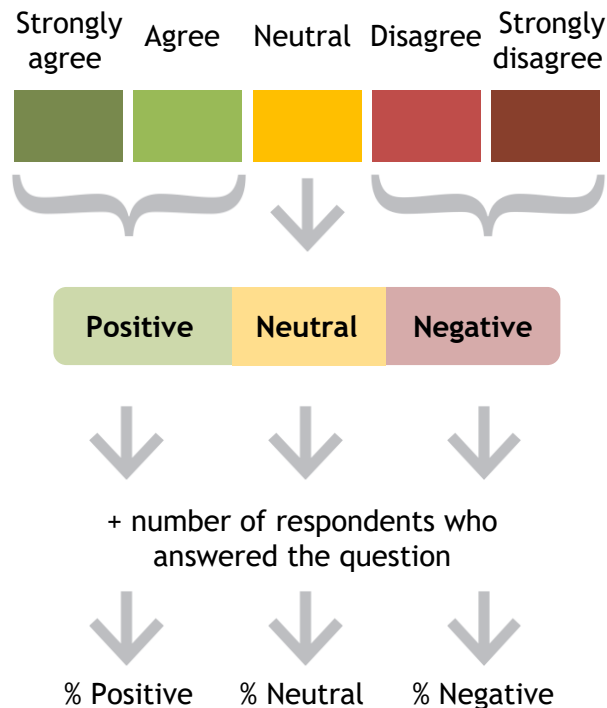 Strongly agree
Agree
Neutral
Disagree
Strongly disagree
Positive
Neutral
Negative
+ number of respondents who
answered the question
% Positive
% Neutral
% Negative